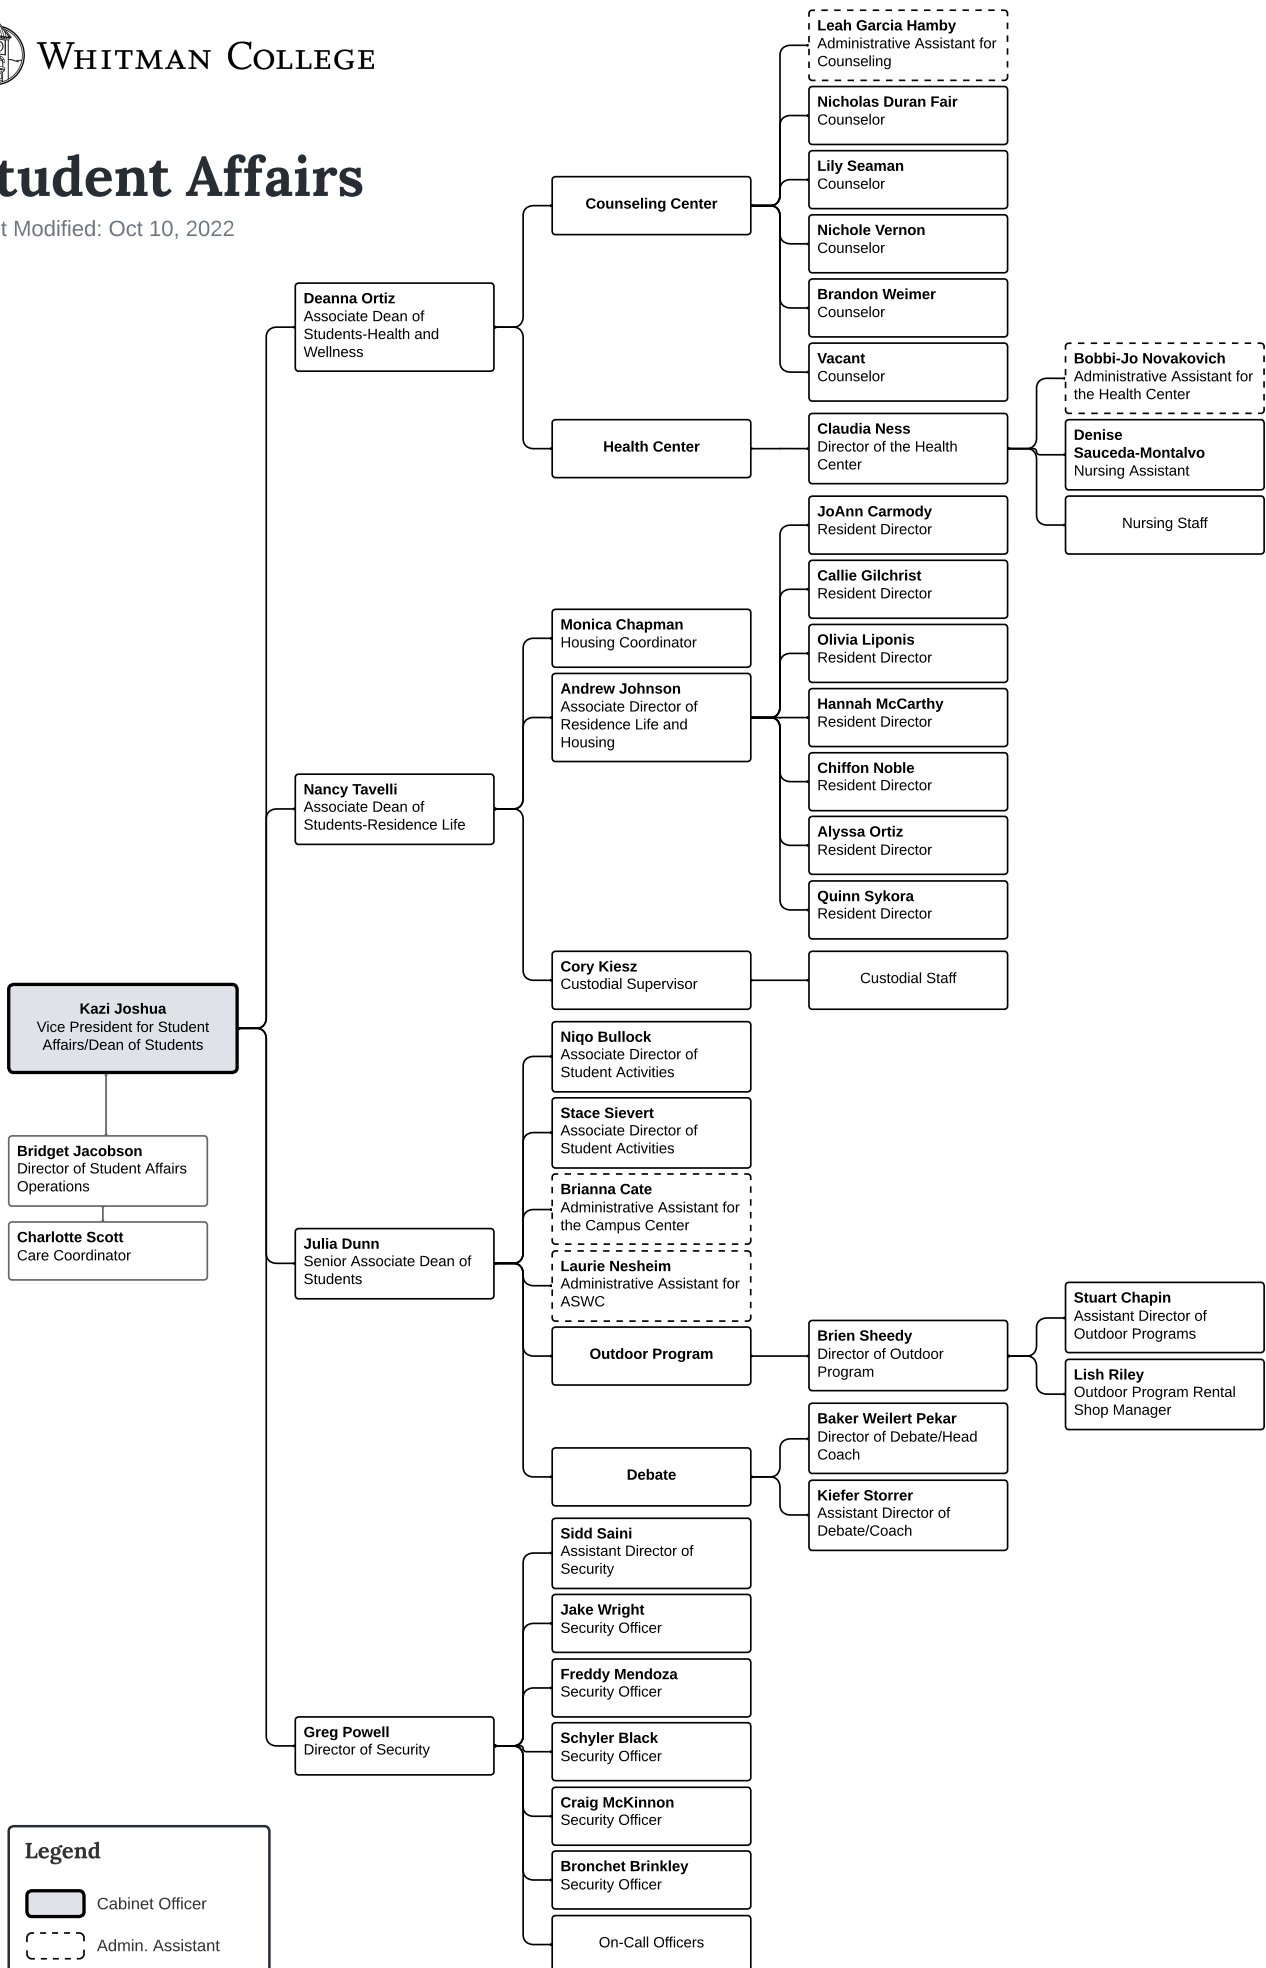 WHITMAN COLLEGE
tudent Affairs
t Modified: Oct 10, 2022
Leah Garcia Hamby
Administrative Assistant for
Counseling
Nicholas Duran Fair
Counselor
Lily Seaman
Counselor
Nichole Vernon
Counselor
Brandon Weimer
Counselor
Vacant
Counselor
Counseling Center
Deanna Ortiz
Associate Dean of
Students-Health and
Wellness
Health Center
Claudia Ness
Director of the Health
Center
Bobbi-Jo Novakovich
Administrative Assistant for
the Health Center
Denise
Sauceda-Montalvo
Nursing Assistant
Nursing Staff
JoAnn Carmody
Resident Director
Callie Gilchrist
Resident Director
Olivia Liponis
Resident Director
Hannah McCarthy
Resident Director
Chiffon Noble
Resident Director
Alyssa Ortiz
Resident Director
Quinn Sykora
Resident Director
Monica Chapman
Housing Coordinator
Andrew Johnson
Associate Director of
Residence Life and
Housing
Nancy Tavelli
Associate Dean of
Students-Residence Life
Cory Kiesz
Custodial Supervisor
Custodial Staff
Kazi Joshua
Vice President for Student
Affairs/Dean of Students
Bridget Jacobson
Director of Student Affairs
Operations
Charlotte Scott
Care Coordinator
Niqo Bullock
Associate Director of
Student Activities
Stace Sievert
Associate Director of
Student Activities
Brianna Cate
Administrative Assistant for
the Campus Center
Laurie Nesheim
Administrative Assistant for
ASWC
Julia Dunn
Senior Associate Dean of
Students
Outdoor Program
Brien Sheedy
Director of Outdoor
Program
Stuart Chapin
Assistant Director of
Outdoor Programs
Lish Riley
Outdoor Program Rental
Shop Manager
Debate
Baker Weilert Pekar
Director of Debate/Head
Coach
Kiefer Storrer
Assistant Director of
Debate/Coach
Sidd Saini
Assistant Director of
Security
Jake Wright
Security Officer
Freddy Mendoza
Security Officer
Schyler Black
Security Officer
Craig McKinnon
Security Officer
Bronchet Brinkley
Security Officer
On-Call Officers
Greg Powell
Director of Security
Legend
Cabinet Officer
Admin. Assistant